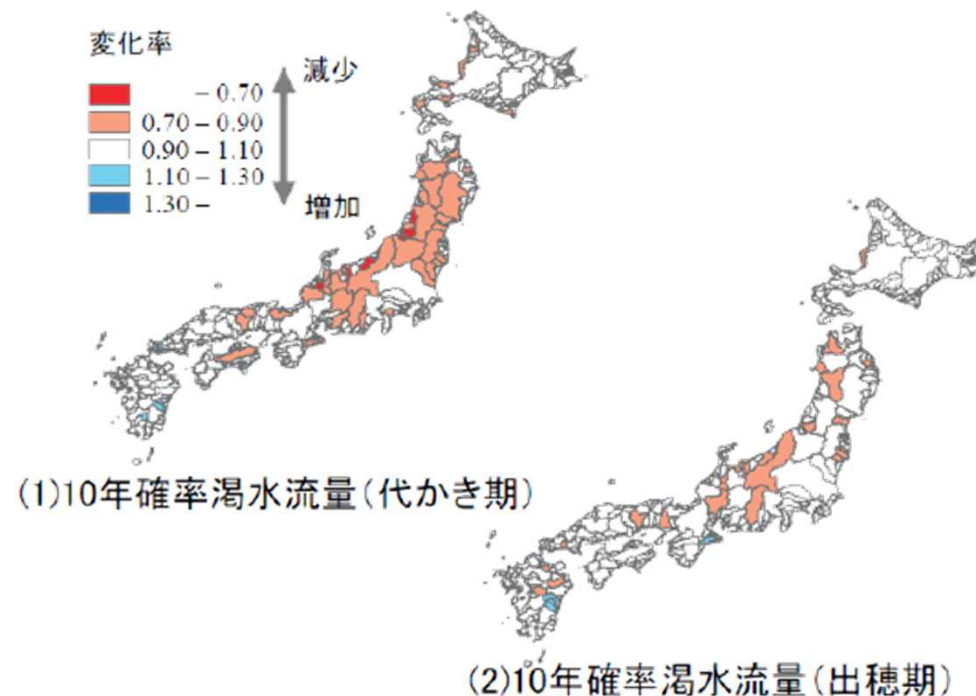 変化率
減少
- 0.70
0.70 - 0.90
0.90 - 1.10
1.10 - 1.30
1.30 -
増加
(1)10年確率渇水流量(代かき期)
(2)10年確率渇水流量(出穂期)